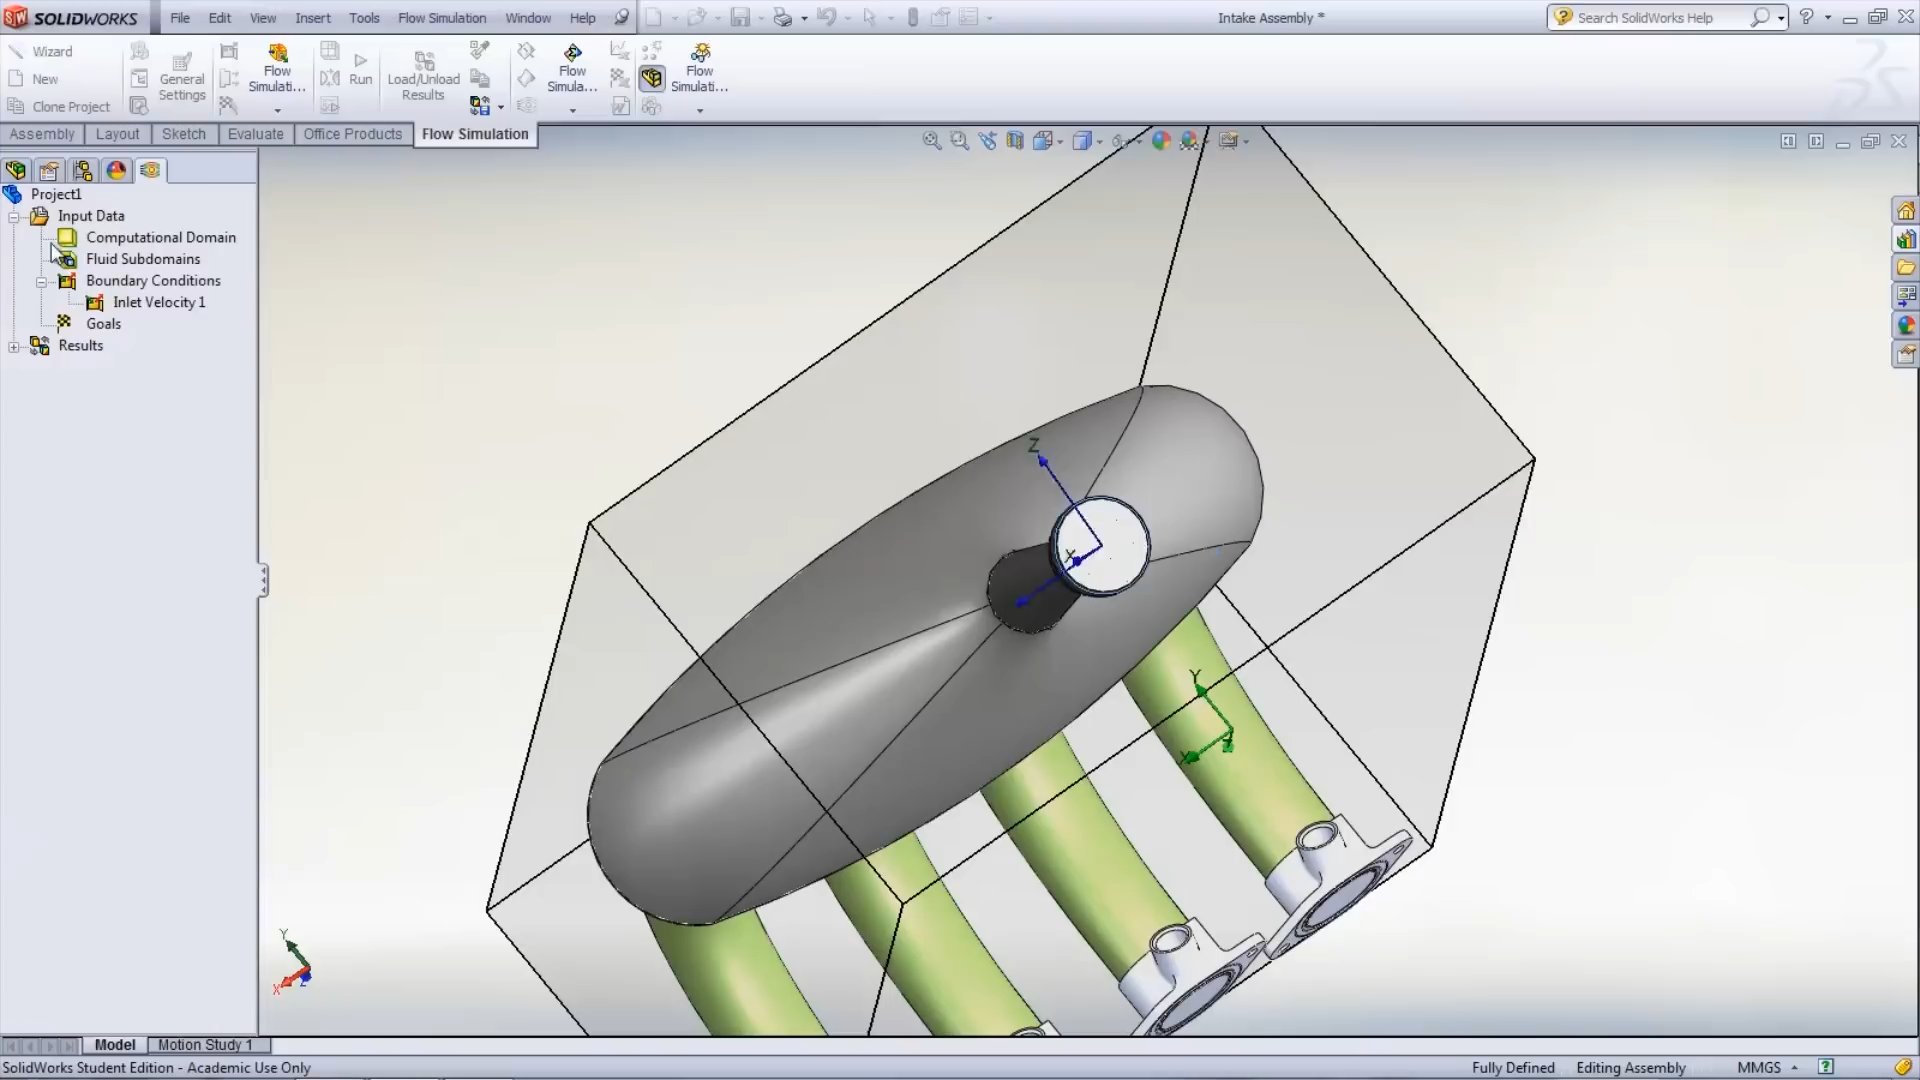 SOLIDWORKS File Edit View Insert Tools Flow Simulation Window Help Intake Assembly * Search SolidWorks Help
Wizard
New
Clone Project
General Settings
Flow Simulati...
Run
Load/Unload Results
Flow Simula...
Flow Simulati...
Assembly Layout Sketch Evaluate Office Products Flow Simulation
Project1
Input Data
Computational Domain
Fluid Subdomains
Boundary Conditions
Inlet Velocity 1
Goals
Results
Z
X
Y
X
Z
Y
X
Z
Model Motion Study 1
SolidWorks Student Edition - Academic Use Only Fully Defined Editing Assembly MMGS